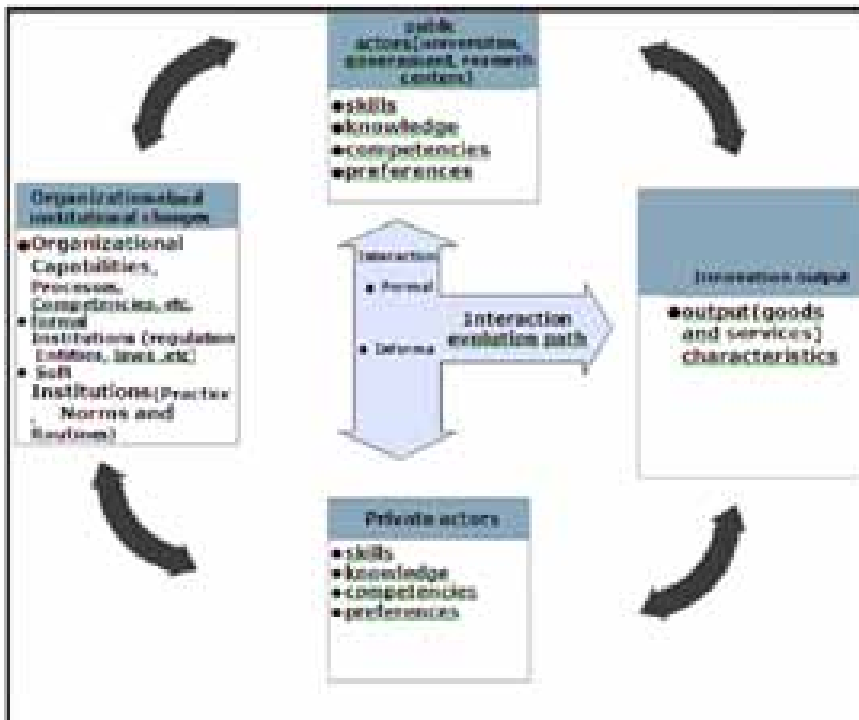 public
actors(universities,
government, research
centers)
●skills
●knowledge
●competencies
●preferences
Organizational and
institutional changes
●Organizational
Capabilities,
Processes,
Competencies, etc.
● formal
Institutions (regulation
Entities, laws, etc)
● Soft
Institutions(Practice
, Norms and
Routines)
Interaction
● Formal
● Informa
Interaction
evolution path
Innovation output
●output(goods
and services)
characteristics
Private actors
●skills
●knowledge
●competencies
●preferences